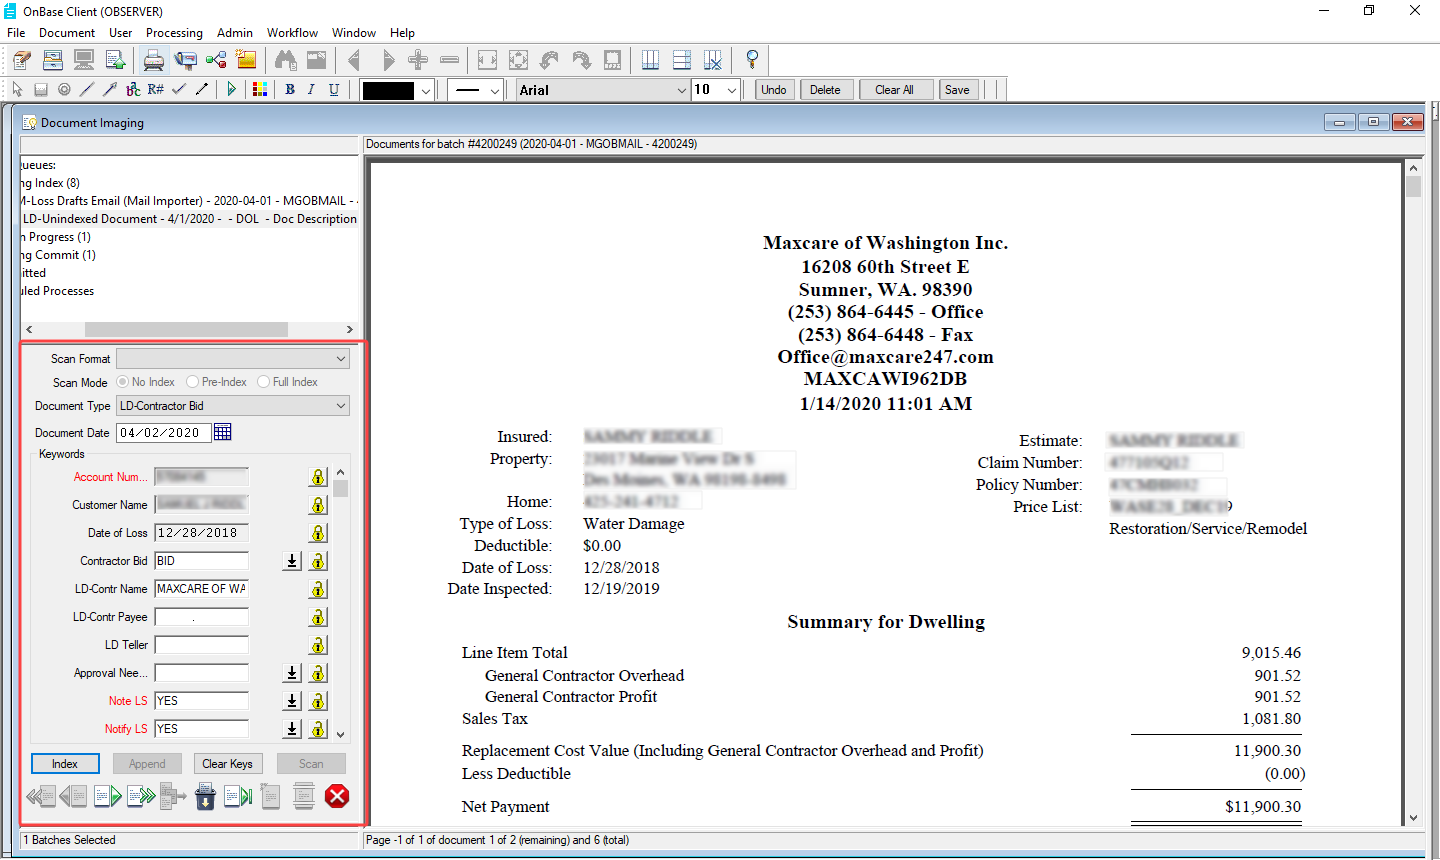 OnBase Client (OBSERVER)
File Document User Processing Admin Workflow Window Help
R#
B I U
Arial
10
Undo Delete Clear All Save
Document Imaging
Documents for batch #4200249 (2020-04-01 - MGOBMAIL - 4200249)
ueues:
ng Index (8)
M-Loss Drafts Email (Mail Importer) - 2020-04-01 - MGOBMAIL -
LD-Unindexed Document - 4/1/2020 - - DOL - Doc Description
n Progress (1)
ng Commit (1)
itted
uled Processes
Scan Format
Scan Mode No Index Pre-Index Full Index
Document Type LD-Contractor Bid
Document Date 04/02/2020
Keywords
Account Num...
Customer Name
Date of Loss 12/28/2018
Contractor Bid BID
LD-Contr Name MAXCARE OF WA
LD-Contr Payee .
LD Teller
Approval Nee...
Note LS YES
Notify LS YES
Index Append Clear Keys Scan
1 Batches Selected
Maxcare of Washington Inc.
16208 60th Street E
Sumner, WA. 98390
(253) 864-6445 - Office
(253) 864-6448 - Fax
Office@maxcare247.com
MAXCAWI962DB
1/14/2020 11:01 AM
Insured:
Property:
Home:
Type of Loss: Water Damage
Deductible: $0.00
Date of Loss: 12/28/2018
Date Inspected: 12/19/2019
Estimate:
Claim Number:
Policy Number:
Price List:
Restoration/Service/Remodel
Summary for Dwelling
Line Item Total 9,015.46
General Contractor Overhead 901.52
General Contractor Profit 901.52
Sales Tax 1,081.80
Replacement Cost Value (Including General Contractor Overhead and Profit) 11,900.30
Less Deductible (0.00)
Net Payment $11,900.30
Page -1 of 1 of document 1 of 2 (remaining) and 6 (total)